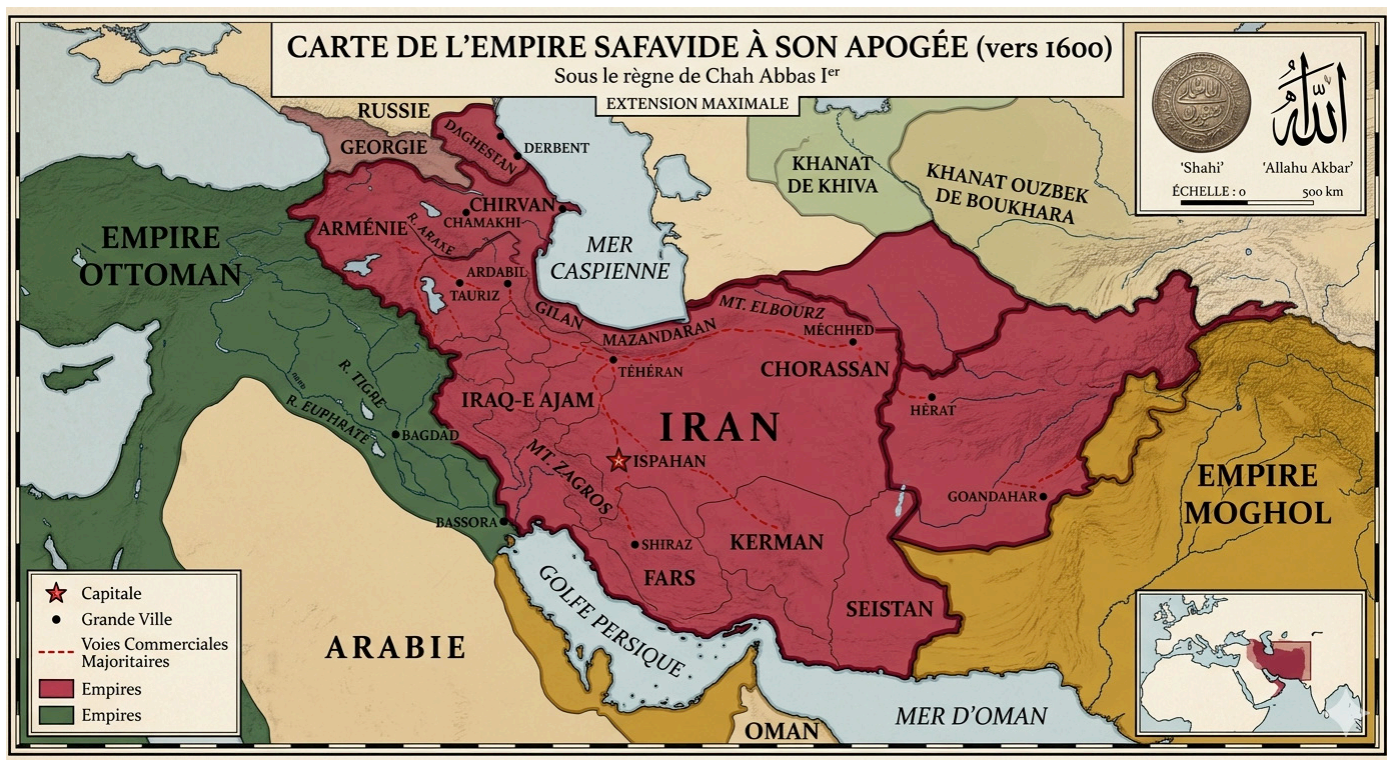 CARTE DE L'EMPIRE SAFAVIDE À SON APOGÉE (vers 1600)
Sous le règne de Chah Abbas Iᵉʳ
EXTENSION MAXIMALE
'Shahi'
'Allahu Akbar'
الله
ÉCHELLE : 0
500 km
RUSSIE
GEORGIE
DAGHESTAN
DERBENT
KHANAT
DE KHIVA
KHANAT OUZBEK
DE BOUKHARA
CHIRVAN
CHAMAKHI
ARMÉNIE
R. ARAXE
EMPIRE
OTTOMAN
MER
CASPIENNE
ARDABIL
TAURIZ
GILAN
MAZANDARAN
MT. ELBOURZ
MÉCHHED
TÉHÉRAN
CHORASSAN
HÉRAT
R. TIGRE
R. EUPHRATE
BAGDAD
IRAQ-E AJAM
IRAN
MT. ZAGROS
ISPAHAN
GOANDAHAR
EMPIRE
MOGHOL
BASSORA
SHIRAZ
KERMAN
FARS
SEISTAN
GOLFE PERSIQUE
ARABIE
OMAN
MER D'OMAN
Capitale
Grande Ville
Voies Commerciales
Majoritaires
Empires
Empires